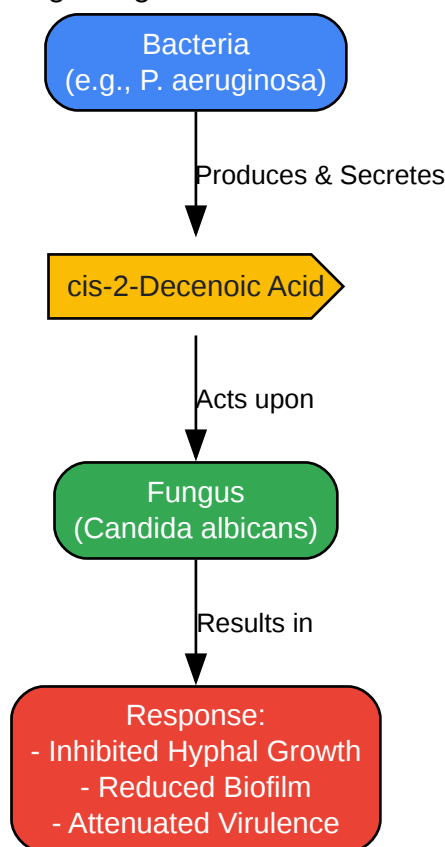 Bacteria
(e.g., P. aeruginosa)
Produces & Secretes
cis-2-Decenoic Acid
Acts upon
Fungus
(Candida albicans)
Results in
Response:
- Inhibited Hyphal Growth
- Reduced Biofilm
- Attenuated Virulence